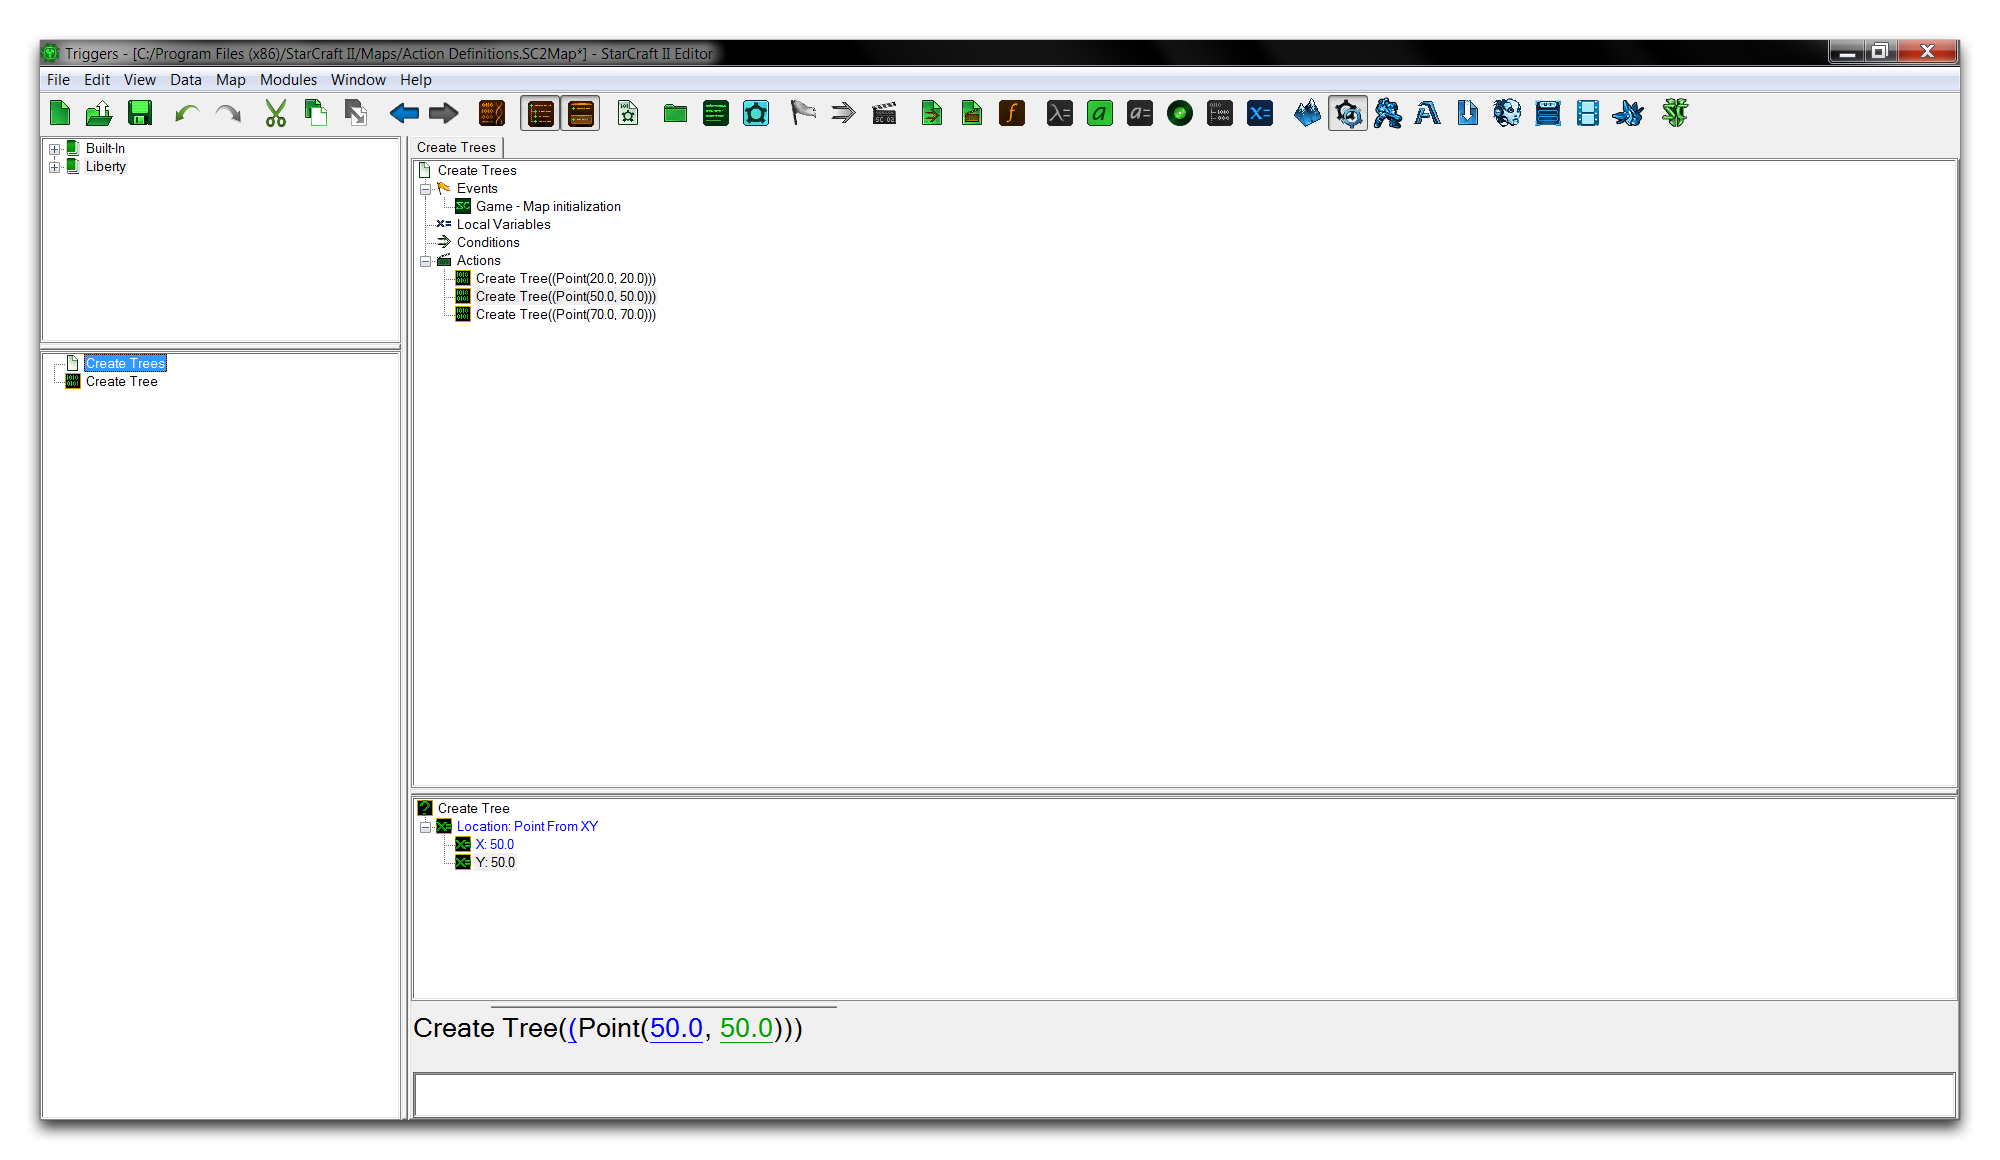 Triggers - [C:/Program Files (x86)/StarCraft II/Maps/Action Definitions.SC2Map*] - StarCraft II Editor
File Edit View Data Map Modules Window Help
Built-In
Liberty
Create Trees
Create Tree
Create Trees
Create Trees
Events
Game - Map initialization
Local Variables
Conditions
Actions
Create Tree((Point(20.0, 20.0)))
Create Tree((Point(50.0, 50.0)))
Create Tree((Point(70.0, 70.0)))
Create Tree
Location: Point From XY
X: 50.0
Y: 50.0
Create Tree((Point(50.0, 50.0)))